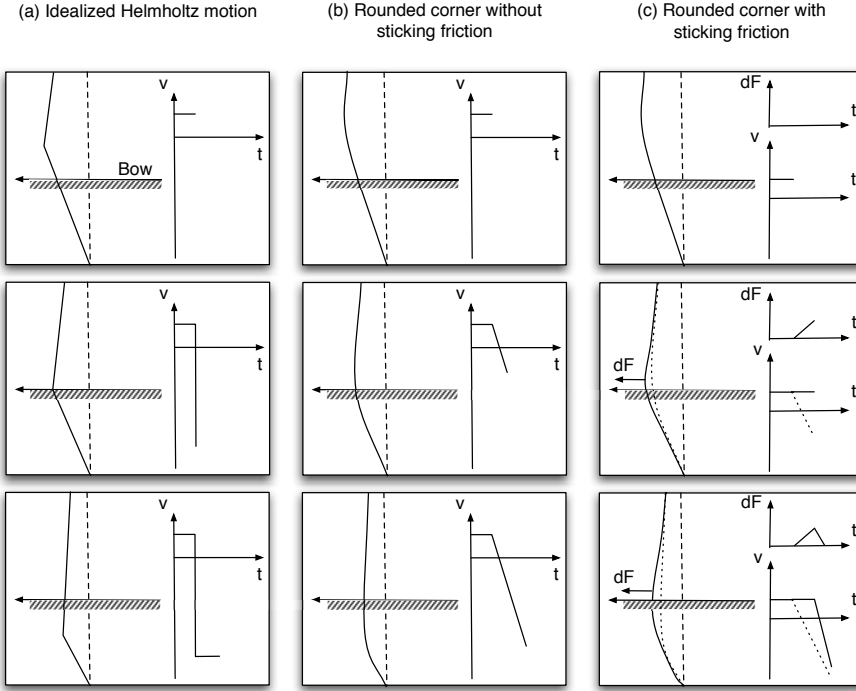 (a) Idealized Helmholtz motion
(b) Rounded corner without
sticking friction
(c) Rounded corner with
sticking friction
v
Bow
t
v
t
dF
t
v
t
v
t
v
t
dF
t
dF
v
t
v
t
v
t
dF
t
dF
v
t